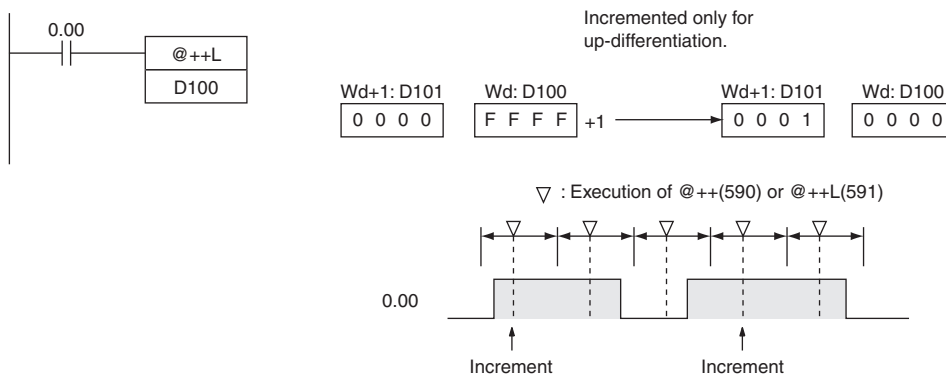 0.00
@++L
D100
Incremented only for
up-differentiation.
Wd+1: D101 Wd: D100 Wd+1: D101 Wd: D100
0 0 0 0 F F F F +1 0 0 0 1 0 0 0 0
▽ : Execution of @++(590) or @++L(591)
0.00
Increment Increment